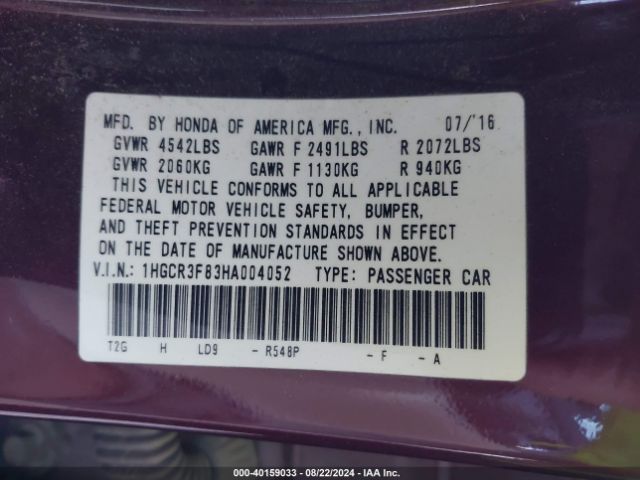 MFD. BY HONDA OF AMERICA MFG., INC. 07/'16
GVWR 4542LBS GAWR F 2491LBS R 2072LBS
GVWR 2060KG GAWR F 1130KG R 940KG
THIS VEHICLE CONFORMS TO ALL APPLICABLE
FEDERAL MOTOR VEHICLE SAFETY, BUMPER,
AND THEFT PREVENTION STANDARDS IN EFFECT
ON THE DATE OF MANUFACTURE SHOWN ABOVE.
V.I.N.: 1HGCR3F83HA004052 TYPE: PASSENGER CAR
T2G H LD9 - R548P - F - A
000-40159033 - 08/22/2024 - IAA Inc.